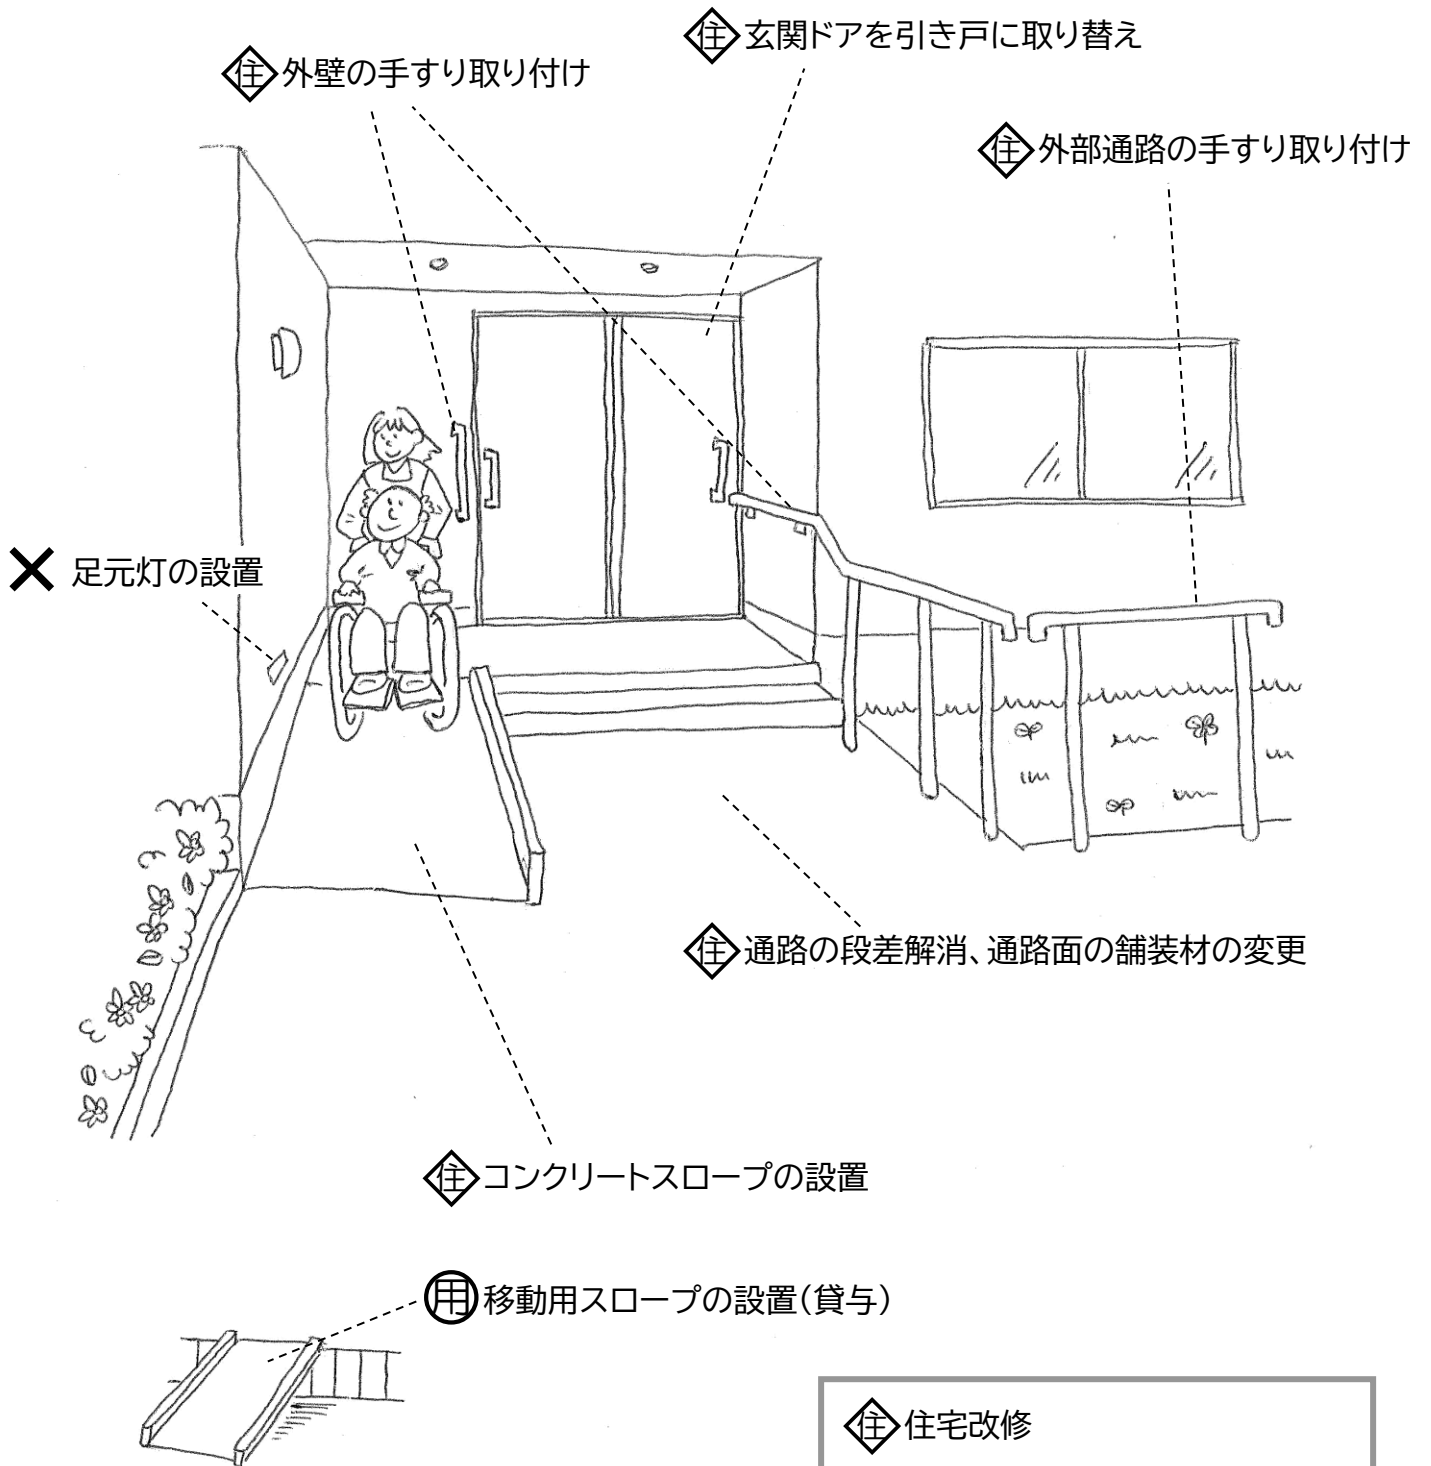 住 玄関ドアを引き戸に取り替え
住 外壁の手すり取り付け
住 外部通路の手すり取り付け
× 足元灯の設置
住 通路の段差解消、通路面の舗装材の変更
住 コンクリートスロープの設置
用 移動用スロープの設置（貸与）
住 住宅改修